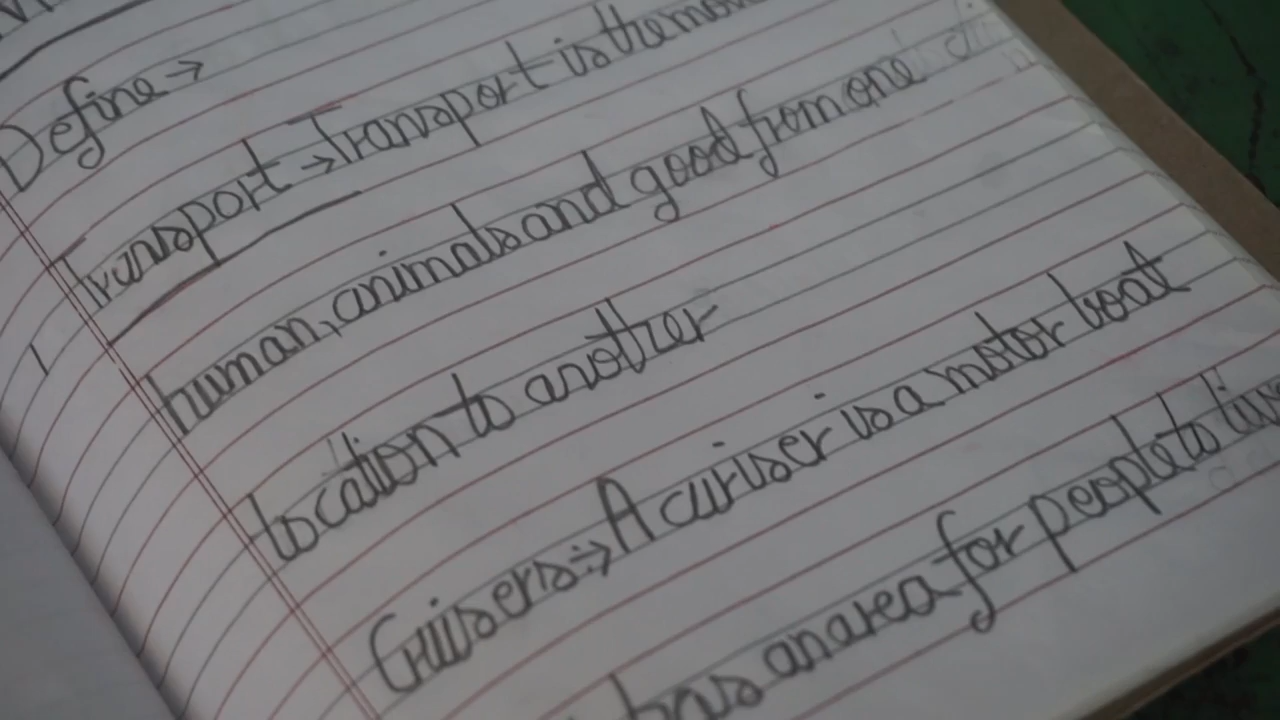 Define →
Transport → Transport is the
human, animals and good from one
location to another
Cruisers :→ A curiser is a motor boat
has an area for people to